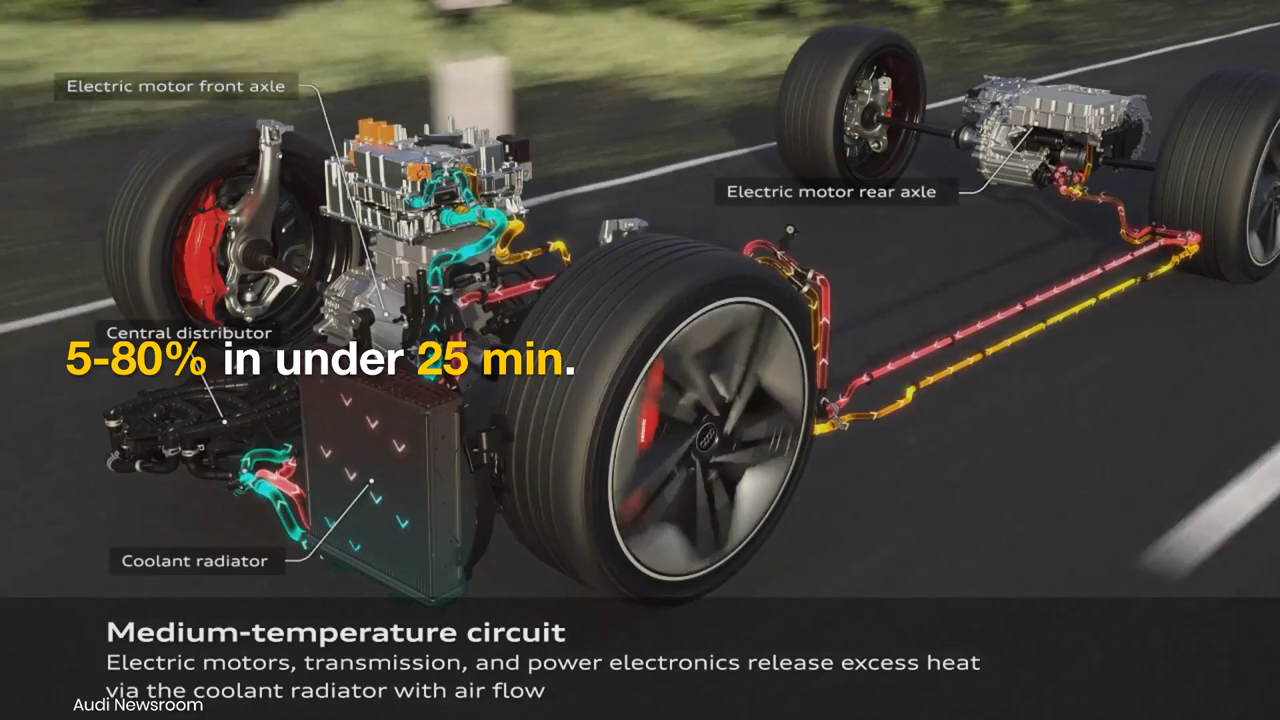 Electric motor front axle
Electric motor rear axle
Central distributor
5-80% in under 25 min.
Coolant radiator
Medium-temperature circuit
Electric motors, transmission, and power electronics release excess heat
via the coolant radiator with air flow
Audi Newsroom